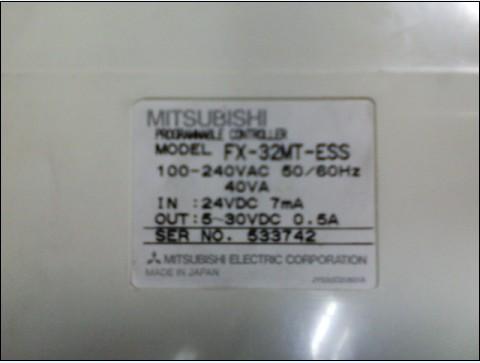 MITSUBISHI
PROGRAMMABLE CONTROLLER
MODEL FX-32MT-ESS
100-240VAC 50/60Hz
40VA
IN :24VDC 7mA
OUT:5-30VDC 0.5A
SER NO. 533742
MITSUBISHI ELECTRIC CORPORATION
MADE IN JAPAN